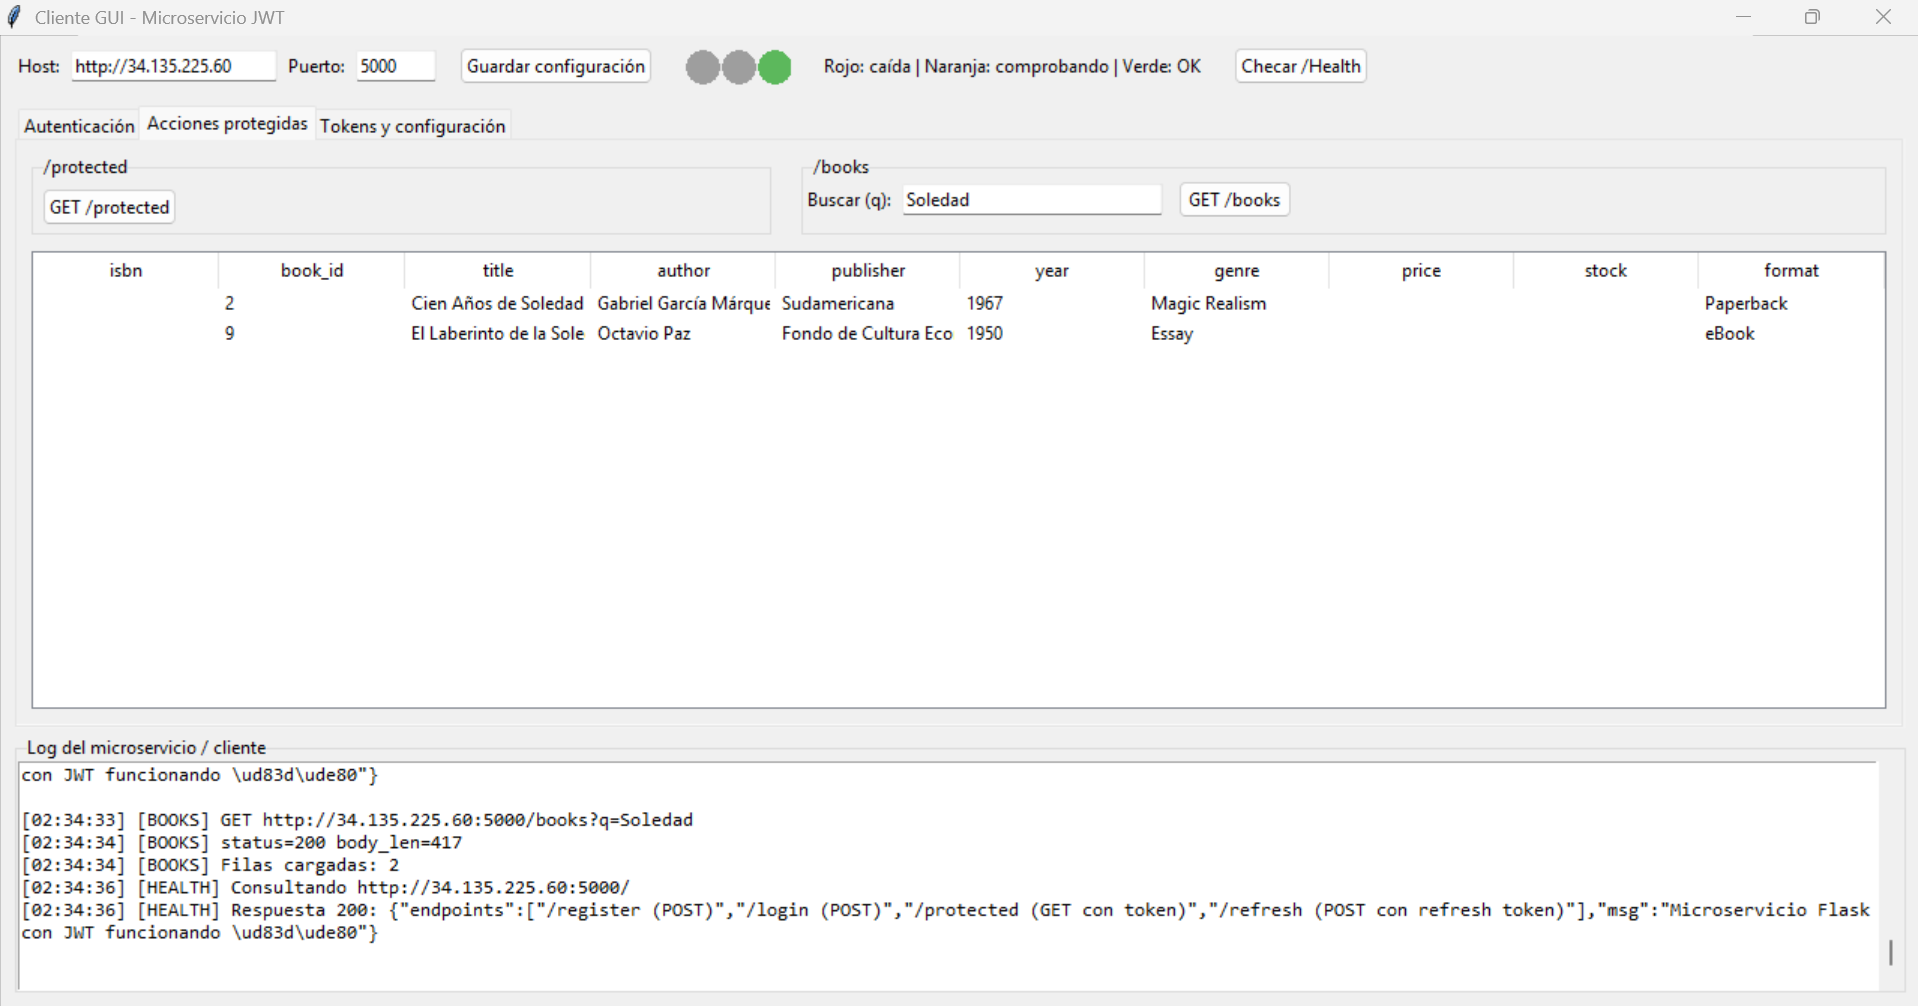 Cliente GUI - Microservicio JWT
Host: http://34.135.225.60 Puerto: 5000 Guardar configuración Rojo: caída | Naranja: comprobando | Verde: OK Checar /Health
Autenticación Acciones protegidas Tokens y configuración
/protected /books
GET /protected Buscar (q): Soledad GET /books
isbn book_id title author publisher year genre price stock format
2 Cien Años de Soledad Gabriel García Márque Sudamericana 1967 Magic Realism Paperback
9 El Laberinto de la Sole Octavio Paz Fondo de Cultura Eco 1950 Essay eBook
Log del microservicio / cliente
con JWT funcionando \ud83d\ude80"}
[02:34:33] [BOOKS] GET http://34.135.225.60:5000/books?q=Soledad
[02:34:34] [BOOKS] status=200 body_len=417
[02:34:34] [BOOKS] Filas cargadas: 2
[02:34:36] [HEALTH] Consultando http://34.135.225.60:5000/
[02:34:36] [HEALTH] Respuesta 200: {"endpoints":["/register (POST)","/login (POST)","/protected (GET con token)","/refresh (POST con refresh token)"],"msg":"Microservicio Flask
con JWT funcionando \ud83d\ude80"}